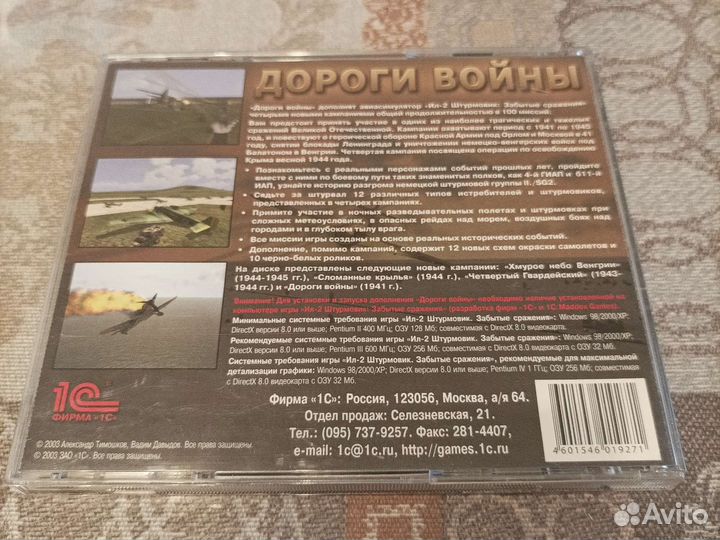 ДОРОГИ ВОЙНЫ
«Дороги войны» дополнят авиасимулятор «Ил-2 Штурмовик: Забытые сражения»
четырьмя новыми кампаниями общей продолжительностью в 100 миссий!
Вам предстоит принять участие в одних из наиболее трагических и тяжелых
сражений Великой Отечественной. Кампании охватывают период с 1941 по 1945
год, и повествуют о героической обороне Красной Армии под Орлом и Москвой в 41
году, снятии блокады Ленинграда и уничтожении немецко-венгерских войск под
Балатоном в Венгрии. Четвертая кампания посвящена операции по освобождению
Крыма весной 1944 года.
• Познакомьтесь с реальными персонажами событий прошлых лет, пройдите
вместе с ними по боевому пути таких знаменитых полков, как 4-й ГИАП и 611-й
ИАП, узнайте историю разгрома немецкой штурмовой группы II./SG2.
• Сядьте за штурвал 12 различных типов истребителей и штурмовиков,
представленных в четырех кампаниях.
• Примите участие в ночных разведывательных полетах и штурмовках при
сложных метеоусловиях, в опасных рейдах над морем, воздушных боях над
городами и в глубоком тылу врага.
• Все миссии игры созданы на основе реальных исторических событий.
• Дополнение, помимо кампаний, содержит 12 новых схем окраски самолетов и
10 черно-белых роликов.
На диске представлены следующие новые кампании: «Хмурое небо Венгрии»
(1944-1945 гг.), «Сломанные крылья» (1944 г.), «Четвертый Гвардейский» (1943-
1944 гг.) и «Дороги войны» (1941 г.).
Внимание! Для установки и запуска дополнения «Дороги войны» необходимо наличие установленной на
компьютере игры «Ил-2 Штурмовик: Забытые сражения» (разработка фирм «1С» и 1C:Maddox Games).
Минимальные системные требования игры «Ил-2 Штурмовик. Забытые сражения»: Windows 98/2000/XP;
DirectX версии 8.0 или выше; Pentium II 400 МГц; ОЗУ 128 Мб; совместимая с DirectX 8.0 видеокарта.
Рекомендуемые системные требования игры «Ил-2 Штурмовик. Забытые сражения»: Windows 98/2000/XP;
DirectX версии 8.0 или выше; Pentium III 600 МГц; ОЗУ 256 Мб; совместимая с DirectX 8.0 видеокарта с ОЗУ 32 Мб.
Системные требования игры «Ил-2 Штурмовик. Забытые сражения», рекомендуемые для максимальной
детализации графики: Windows 98/2000/XP; DirectX версии 8.0 или выше; Pentium IV 1 ГГц; ОЗУ 256 Мб; совместимая
с DirectX 8.0 видеокарта с ОЗУ 32 Мб.
1С
ФИРМА «1С»
Фирма «1С»: Россия, 123056, Москва, а/я 64.
Отдел продаж: Селезневская, 21.
Тел.: (095) 737-9257. Факс: 281-4407,
e-mail: 1c@1c.ru, http://games.1c.ru
4601546019271
© 2003 Александр Тимошков, Вадим Давыдов. Все права защищены.
© 2003 ЗАО «1С». Все права защищены.
Avito